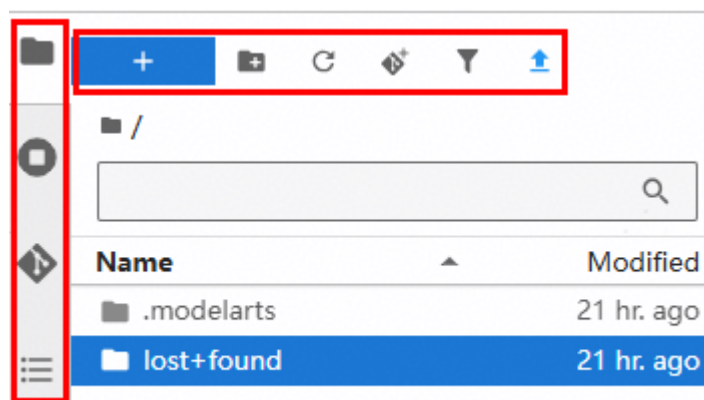 +
/
Name Modified
.modelarts 21 hr. ago
lost+found 21 hr. ago